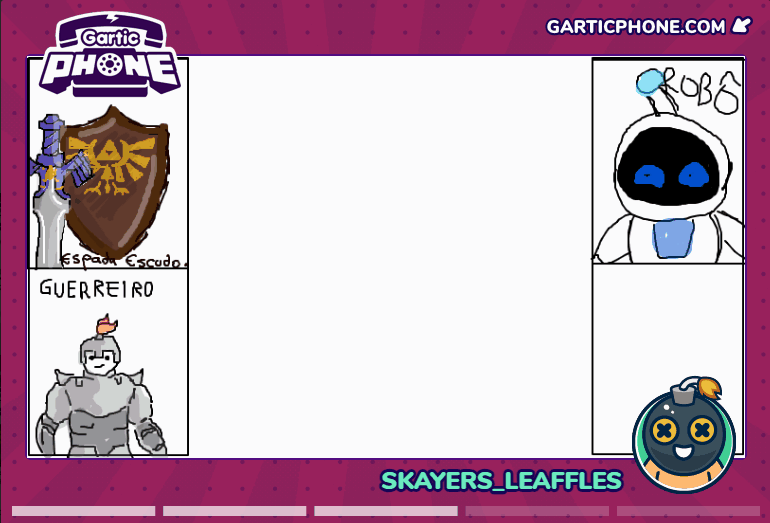 Gartic
PHONE
GARTICPHONE.COM
ROBÔ
Espada Escudo.
GUERREIRO
SKAYERS_LEAFFLES